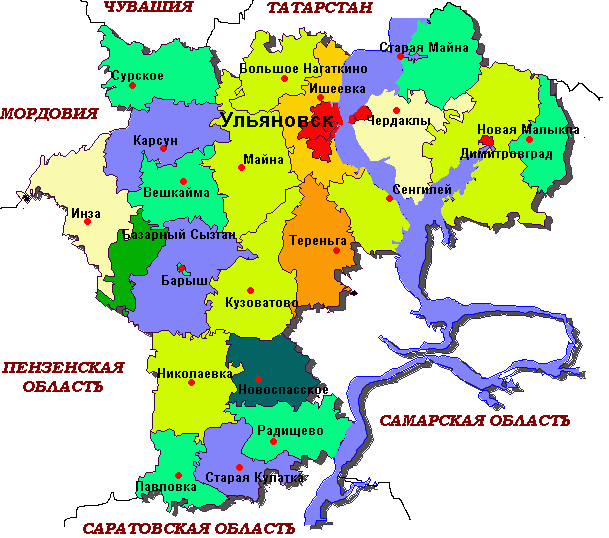 ЧУВАШИЯ
ТАТАРСТАН
Старая Майна
Сурское
Большое Нагаткино
Ишеевка
МОРДОВИЯ
Ульяновск
Чердаклы
Новая Малыкла
Карсун
Димитровград
Майна
Вешкайма
Сенгилей
Инза
Базарный Сызган
Тереньга
Барыш
Кузоватово
ПЕНЗЕНСКАЯ
ОБЛАСТЬ
Николаевка
Новоспасское
САМАРСКАЯ ОБЛАСТЬ
Радищево
Павловка
Старая Кулатка
САРАТОВСКАЯ ОБЛАСТЬ